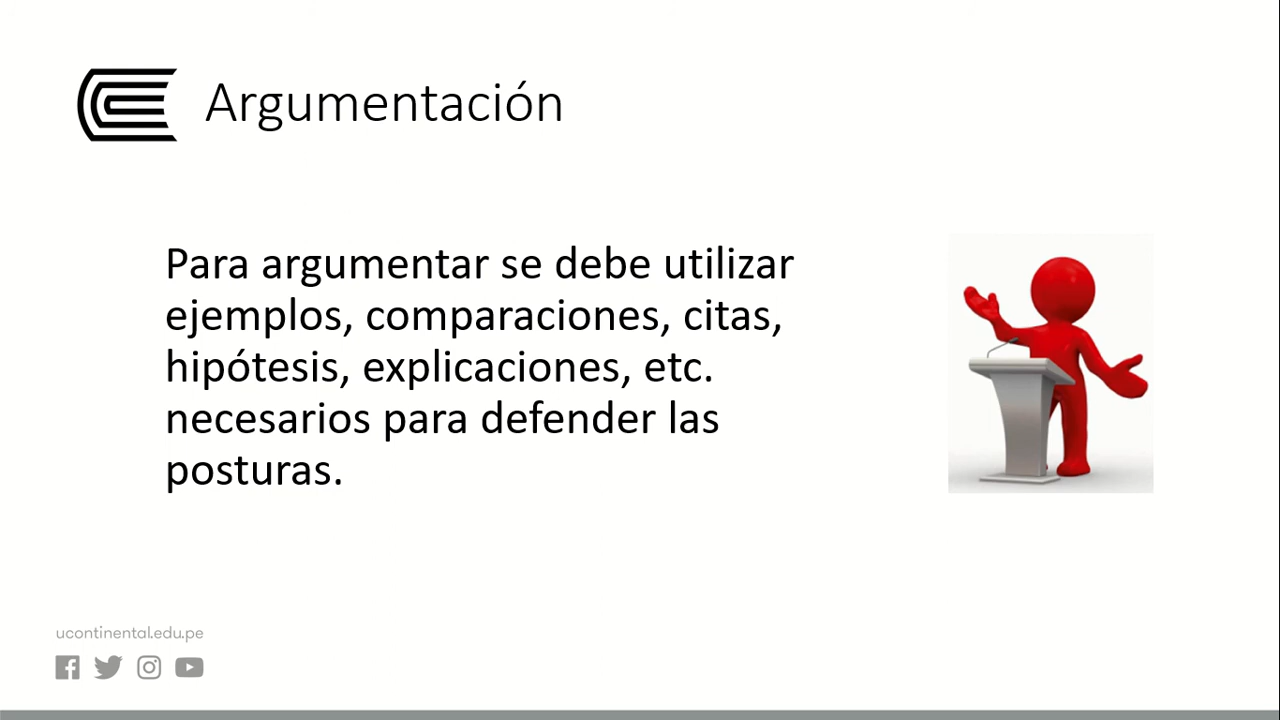 Argumentación
Para argumentar se debe utilizar
ejemplos, comparaciones, citas,
hipótesis, explicaciones, etc.
necesarios para defender las
posturas.
ucontinental.edu.pe